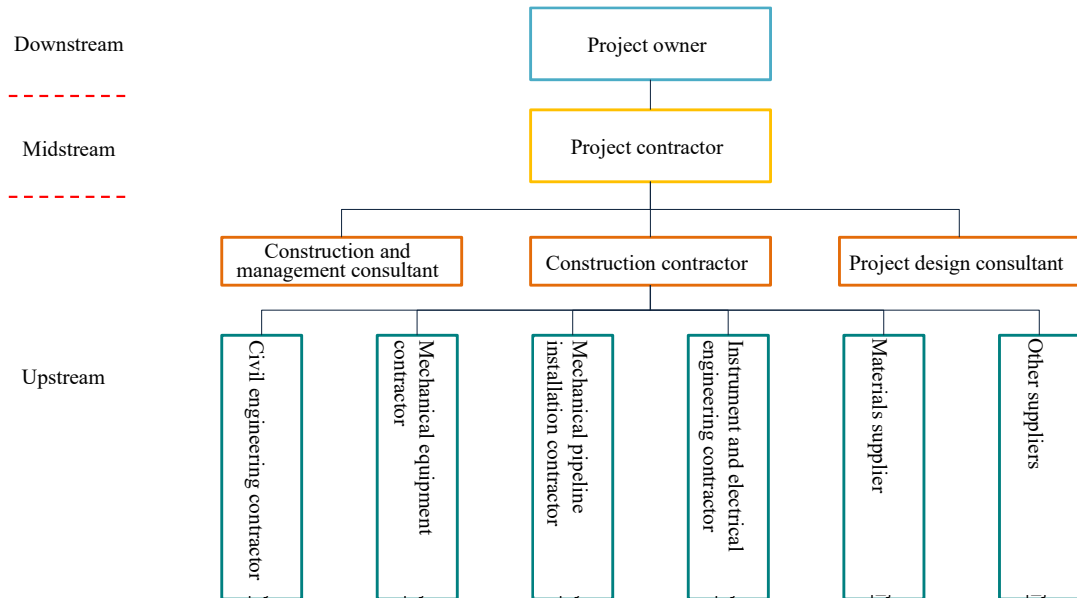 Downstream
Project owner
Midstream
Project contractor
Construction and
management consultant
Construction contractor
Project design consultant
Upstream
Civil engineering contractor
Mechanical equipment
contractor
Mechanical pipeline
installation contractor
Instrument and electrical
engineering contractor
Materials supplier
Other suppliers